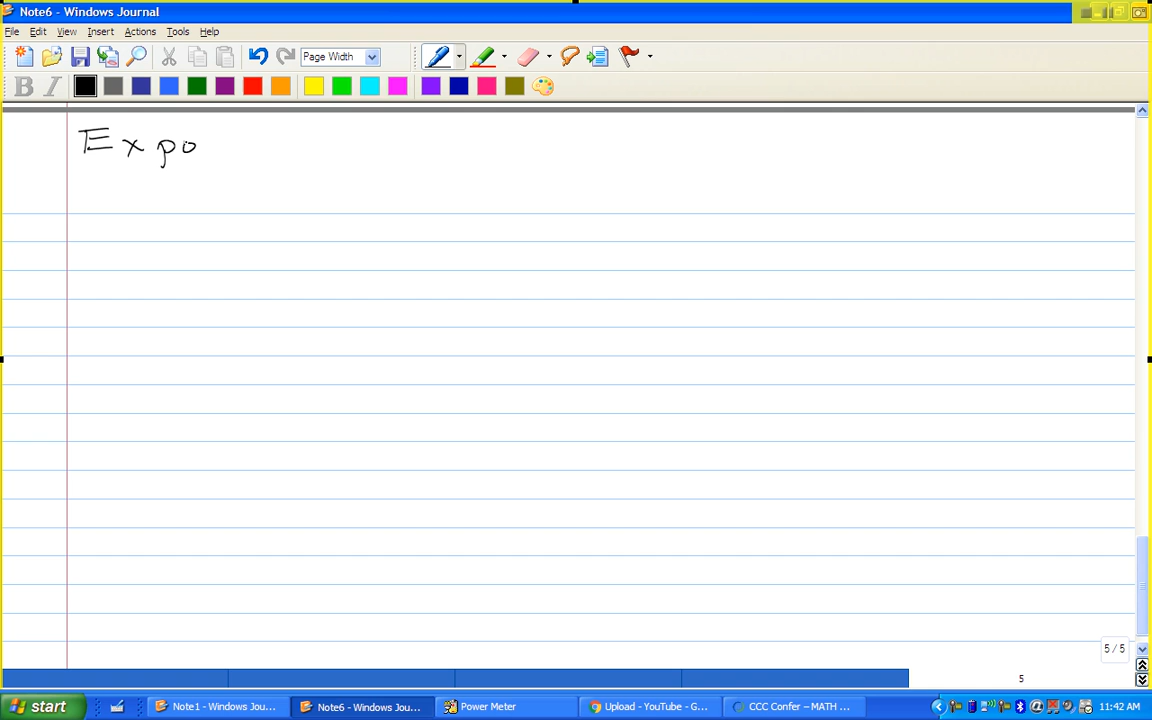 Note6 - Windows Journal
File Edit View Insert Actions Tools Help
Page Width
B I
Expo
5 / 5
5
start Note1 - Windows Jou... Note6 - Windows Jou... Power Meter Upload - YouTube - G... CCC Confer – MATH ... 11:42 AM